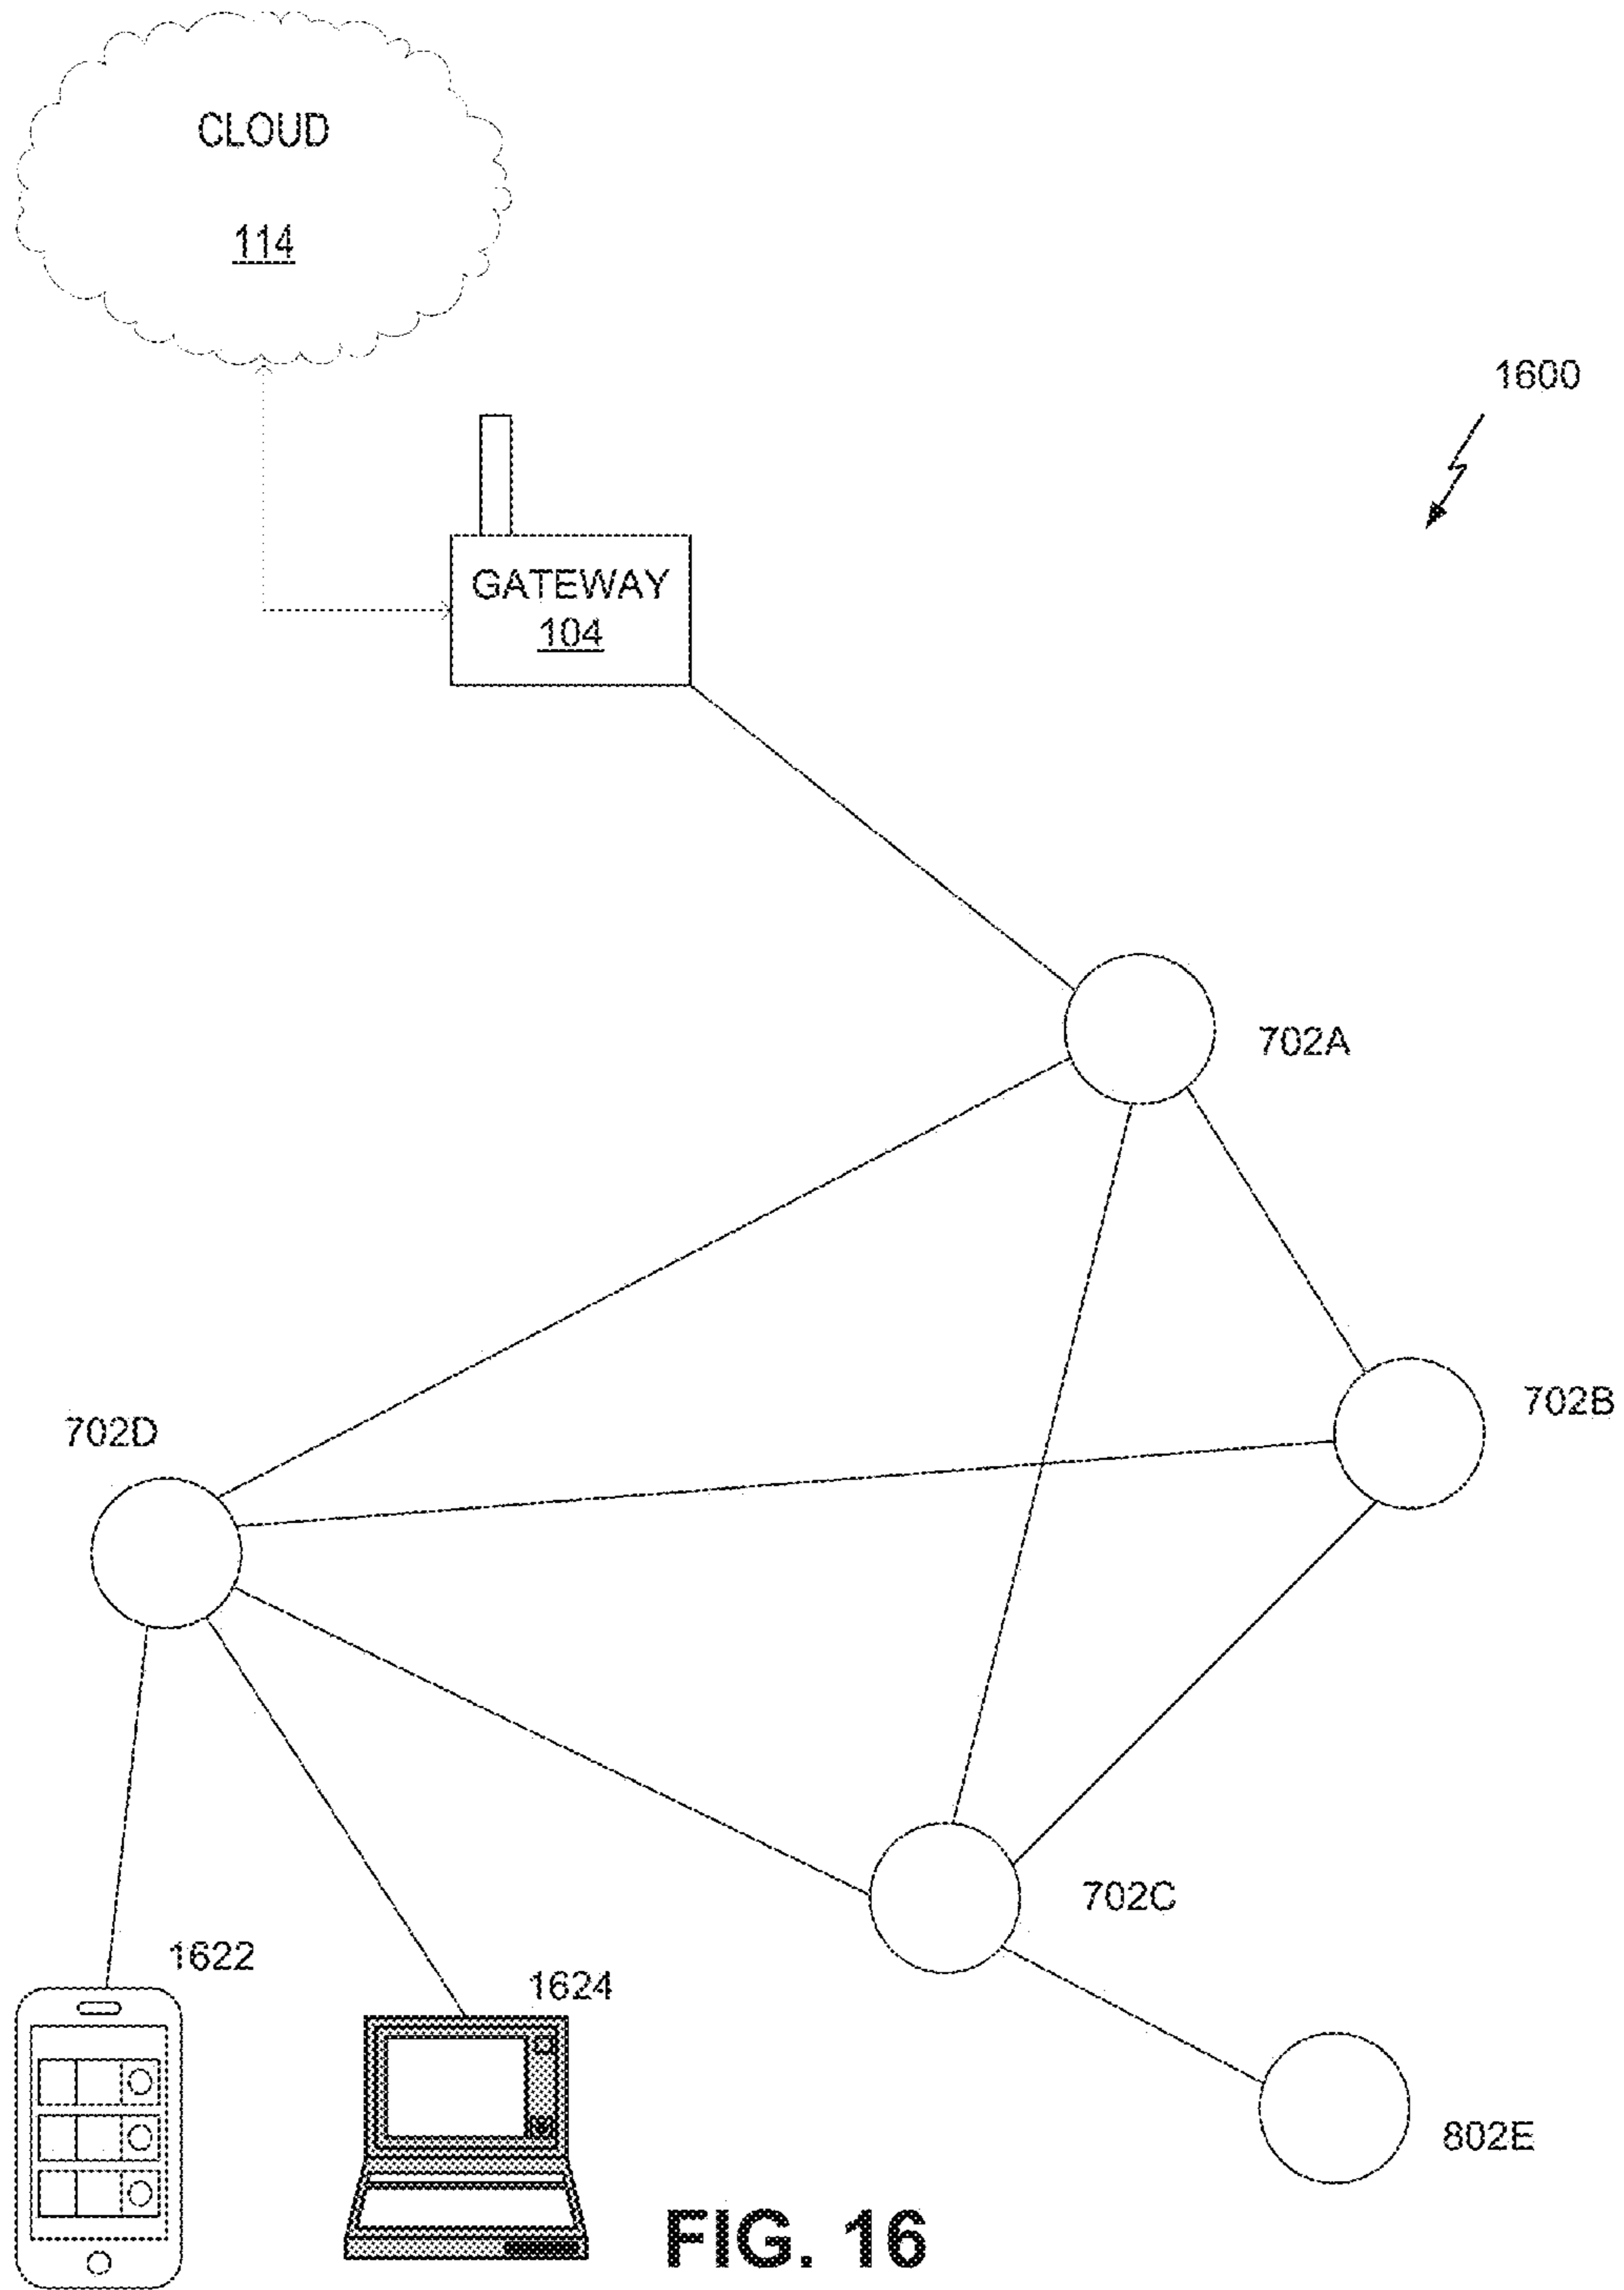 CLOUD
114
1600
GATEWAY
104
702A
702B
702D
702C
1622
1624
802E
FIG. 16